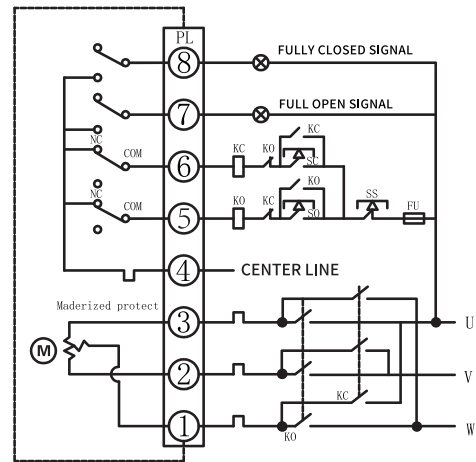 PL
8 FULLY CLOSED SIGNAL
7 FULL OPEN SIGNAL
KC
NC COM 6 KC KO SC
KO
NC COM 5 KO KC SO SS FU
4 CENTER LINE
Maderized protect 3 U
M 2 V
KC
1 KO W